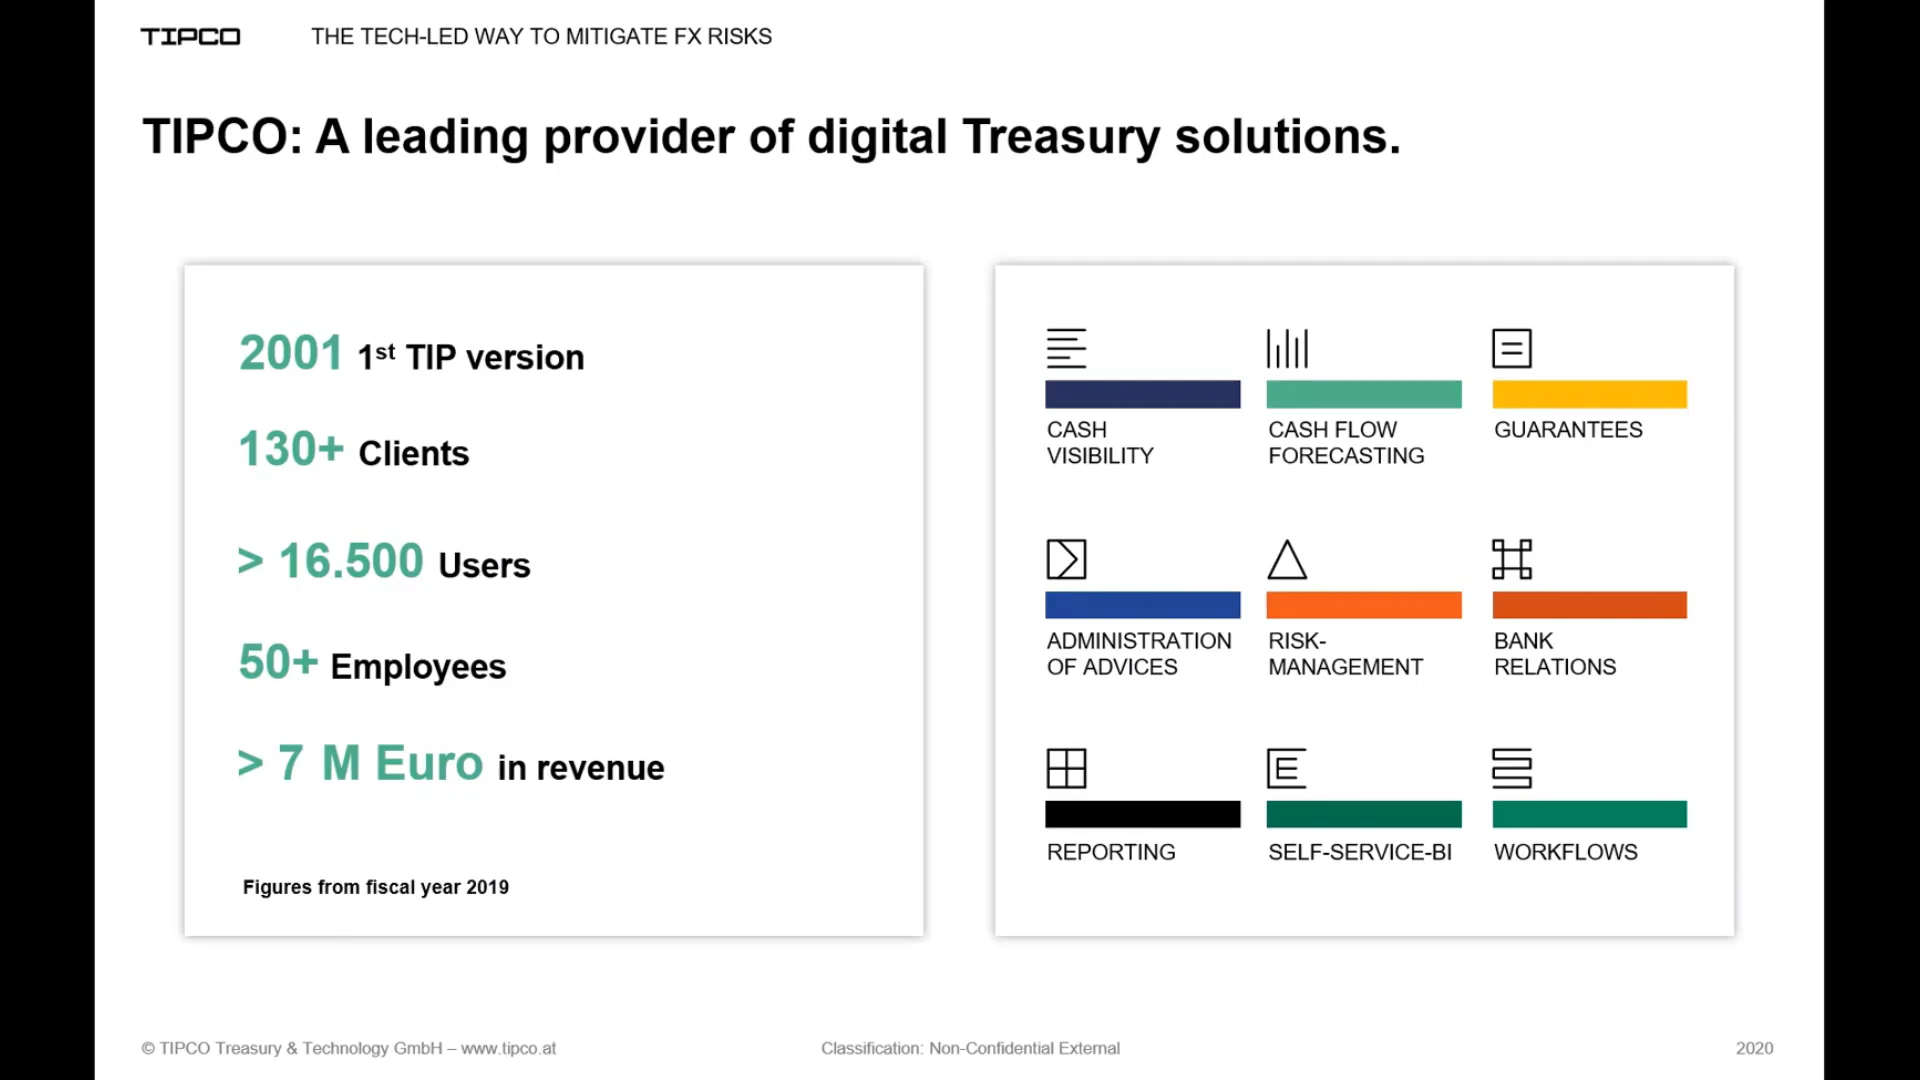 TIPCO THE TECH-LED WAY TO MITIGATE FX RISKS
TIPCO: A leading provider of digital Treasury solutions.
2001 1st TIP version
130+ Clients
> 16.500 Users
50+ Employees
> 7 M Euro in revenue
Figures from fiscal year 2019
CASH
VISIBILITY
CASH FLOW
FORECASTING
GUARANTEES
ADMINISTRATION
OF ADVICES
RISK-
MANAGEMENT
BANK
RELATIONS
REPORTING
SELF-SERVICE-BI
WORKFLOWS
© TIPCO Treasury & Technology GmbH – www.tipco.at
Classification: Non-Confidential External
2020